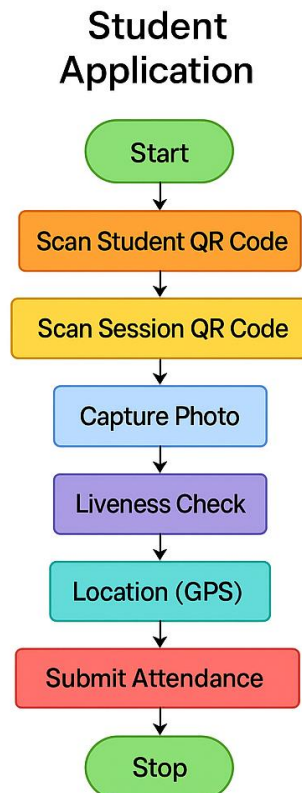 Student
Application
Start
Scan Student QR Code
Scan Session QR Code
Capture Photo
Liveness Check
Location (GPS)
Submit Attendance
Stop